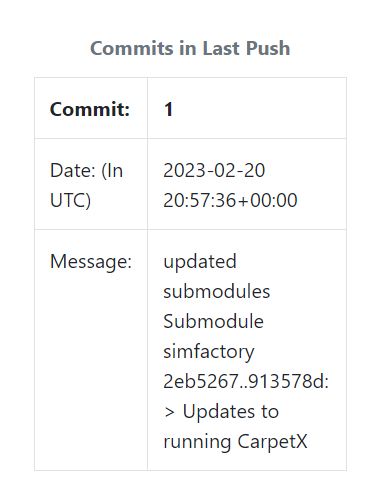 Commits in Last Push
Commit: 1
Date: (In UTC) 2023-02-20
20:57:36+00:00
Message: updated
submodules
Submodule
simfactory
2eb5267..913578d:
> Updates to
running CarpetX